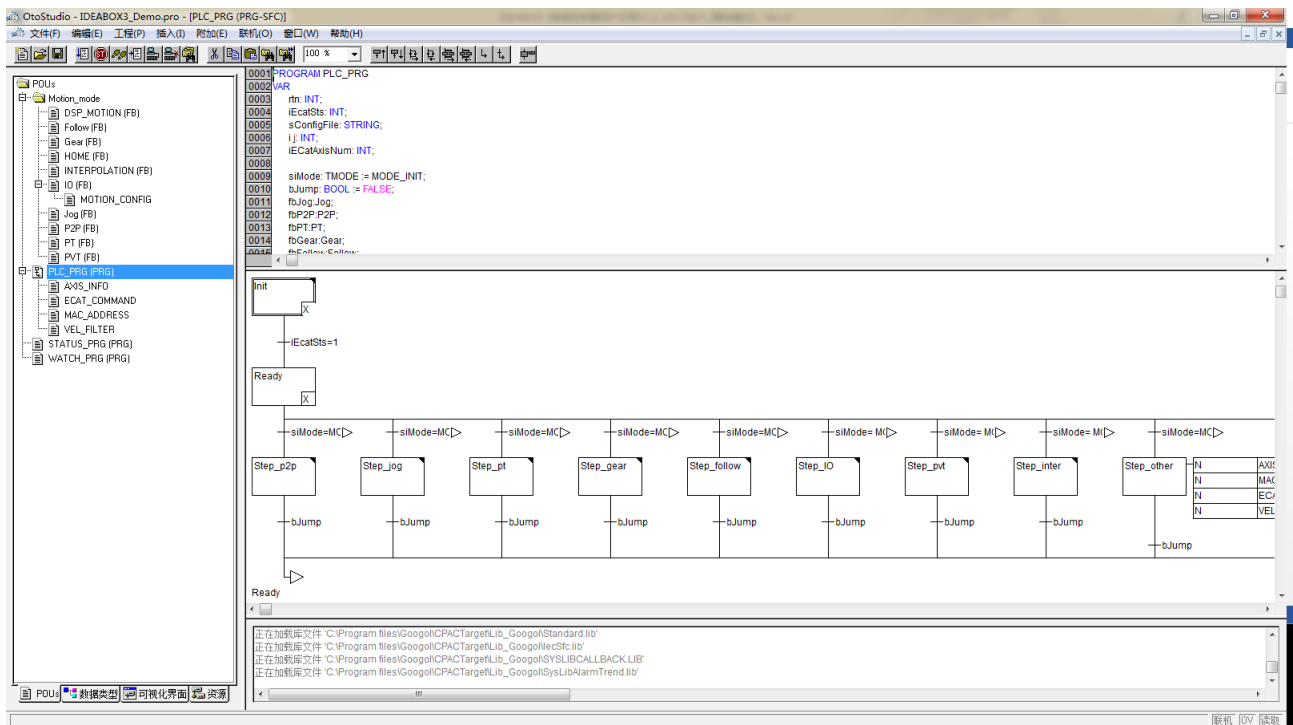 OtoStudio - IDEABOX3_Demo.pro - [PLC_PRG (PRG-SFC)]
文件(F) 编辑(E) 工程(P) 插入(I) 附加(E) 联机(O) 窗口(W) 帮助(H)
100 %
POUs
Motion_mode
DSP_MOTION (FB)
Follow (FB)
Gear (FB)
HOME (FB)
INTERPOLATION (FB)
IO (FB)
MOTION_CONFIG
Jog (FB)
P2P (FB)
PT (FB)
PVT (FB)
PLC_PRG (PRG)
AXIS_INFO
ECAT_COMMAND
MAC_ADDRESS
VEL_FILTER
STATUS_PRG (PRG)
WATCH_PRG (PRG)
POUs 数据类型 可视化界面 资源
0001 PROGRAM PLC_PRG
0002 VAR
0003 rtn: INT;
0004 iEcatSts: INT;
0005 sConfigFile: STRING;
0006 i j: INT;
0007 iECatAxisNum: INT;
0008
0009 siMode: TMODE := MODE_INIT;
0010 bJump: BOOL := FALSE;
0011 fbJog:Jog;
0012 fbP2P:P2P;
0013 fbPT:PT;
0014 fbGear:Gear;
0015 fbFollow:Follow;
Init
X
iEcatSts=1
Ready
X
siMode=MC siMode=MC siMode=MC siMode=MC siMode=MC siMode= M( siMode= M( siMode= M( siMode=MC
Step_p2p Step_jog Step_pt Step_gear Step_follow Step_IO Step_pvt Step_inter Step_other N AXIS
N MAC
N ECA
N VEL
bJump bJump bJump bJump bJump bJump bJump bJump
bJump
Ready
正在加载库文件 'C:\Program files\Googol\CPACTarget\Lib_Googol\Standard.lib'
正在加载库文件 'C:\Program files\Googol\CPACTarget\Lib_Googol\IecSfc.lib'
正在加载库文件 'C:\Program files\Googol\CPACTarget\Lib_Googol\SYSLIBCALLBACK.LIB'
正在加载库文件 'C:\Program files\Googol\CPACTarget\Lib_Googol\SysLibAlarmTrend.lib'
联机 OV 读取